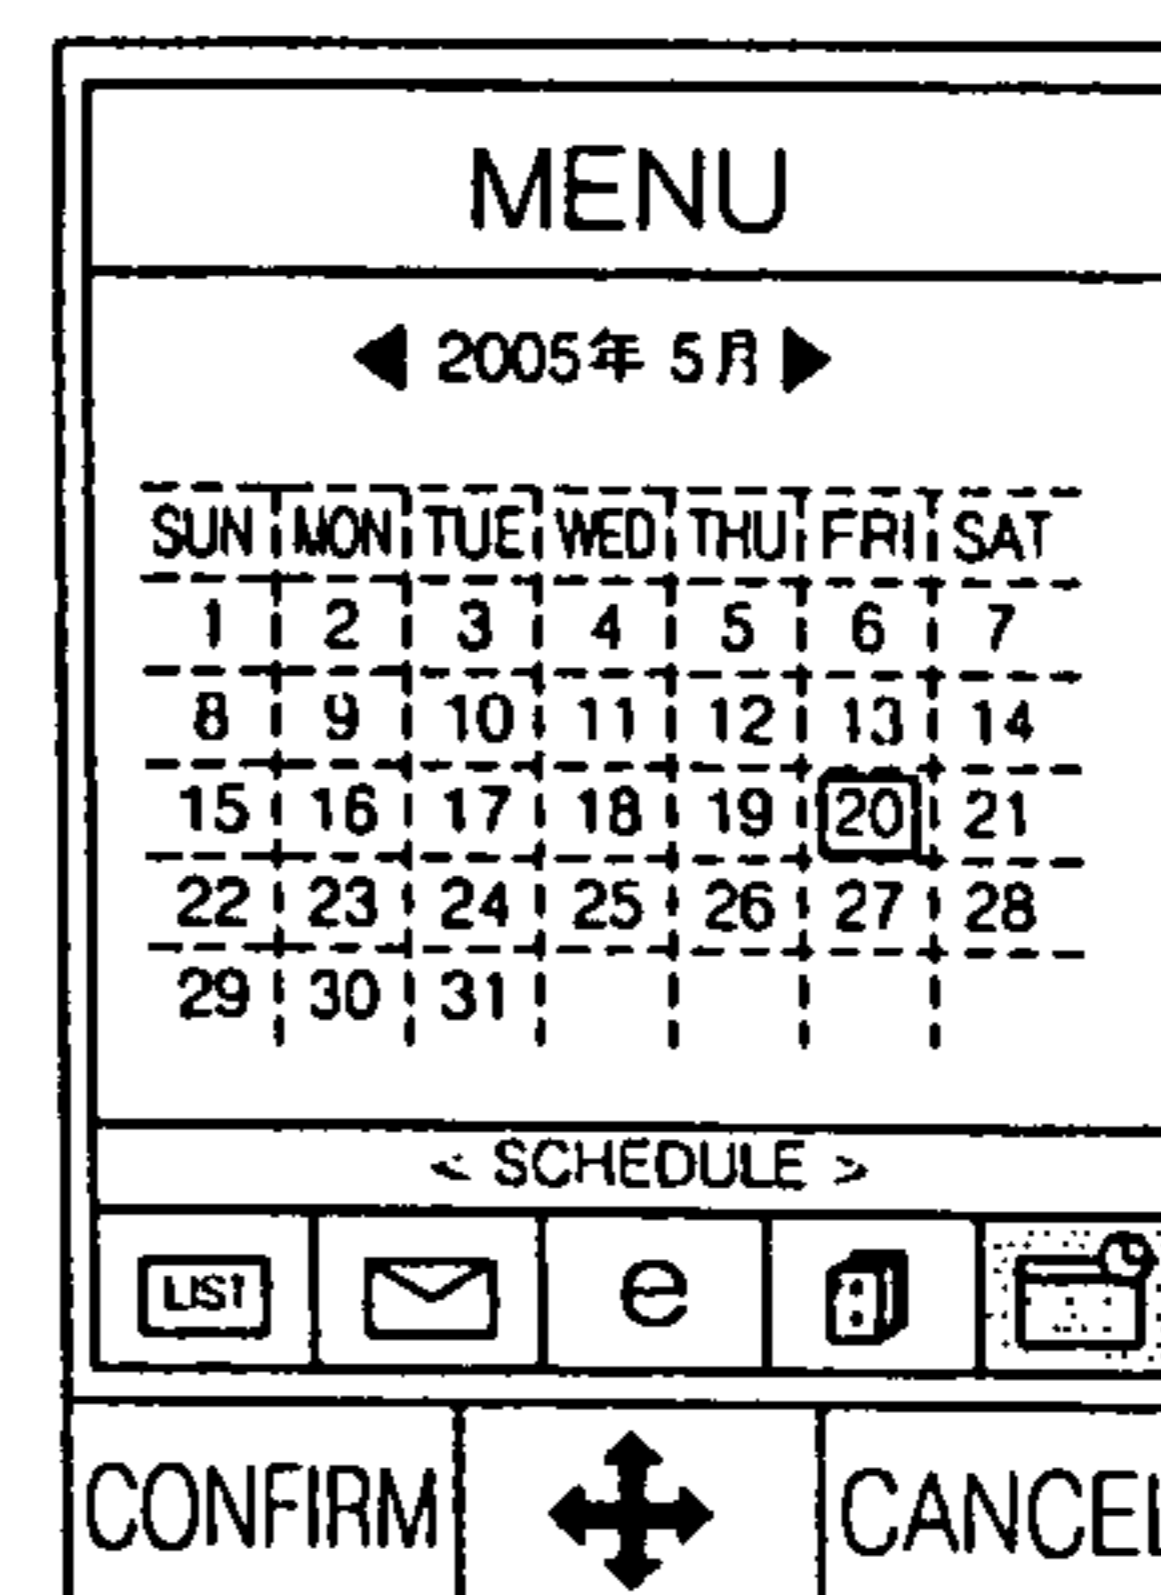 MENU
2005年 5月
SUN MON TUE WED THU FRI SAT
1 2 3 4 5 6 7
8 9 10 11 12 13 14
15 16 17 18 19 20 21
22 23 24 25 26 27 28
29 30 31
< SCHEDULE >
LIST e
CONFIRM CANCEL